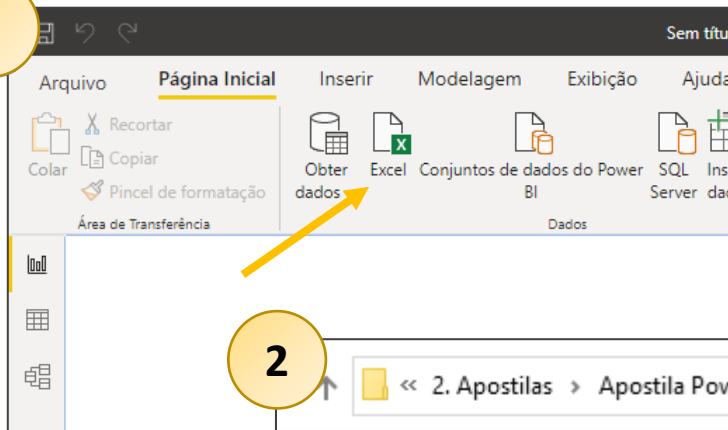 Sem títu
Arquivo Página Inicial Inserir Modelagem Exibição Ajuda
Recortar
Copiar
Pincel de formatação
Colar
Obter dados
Excel
Conjuntos de dados do Power BI
SQL Server
Área de Transferência
Dados
2
2. Apostilas > Apostila